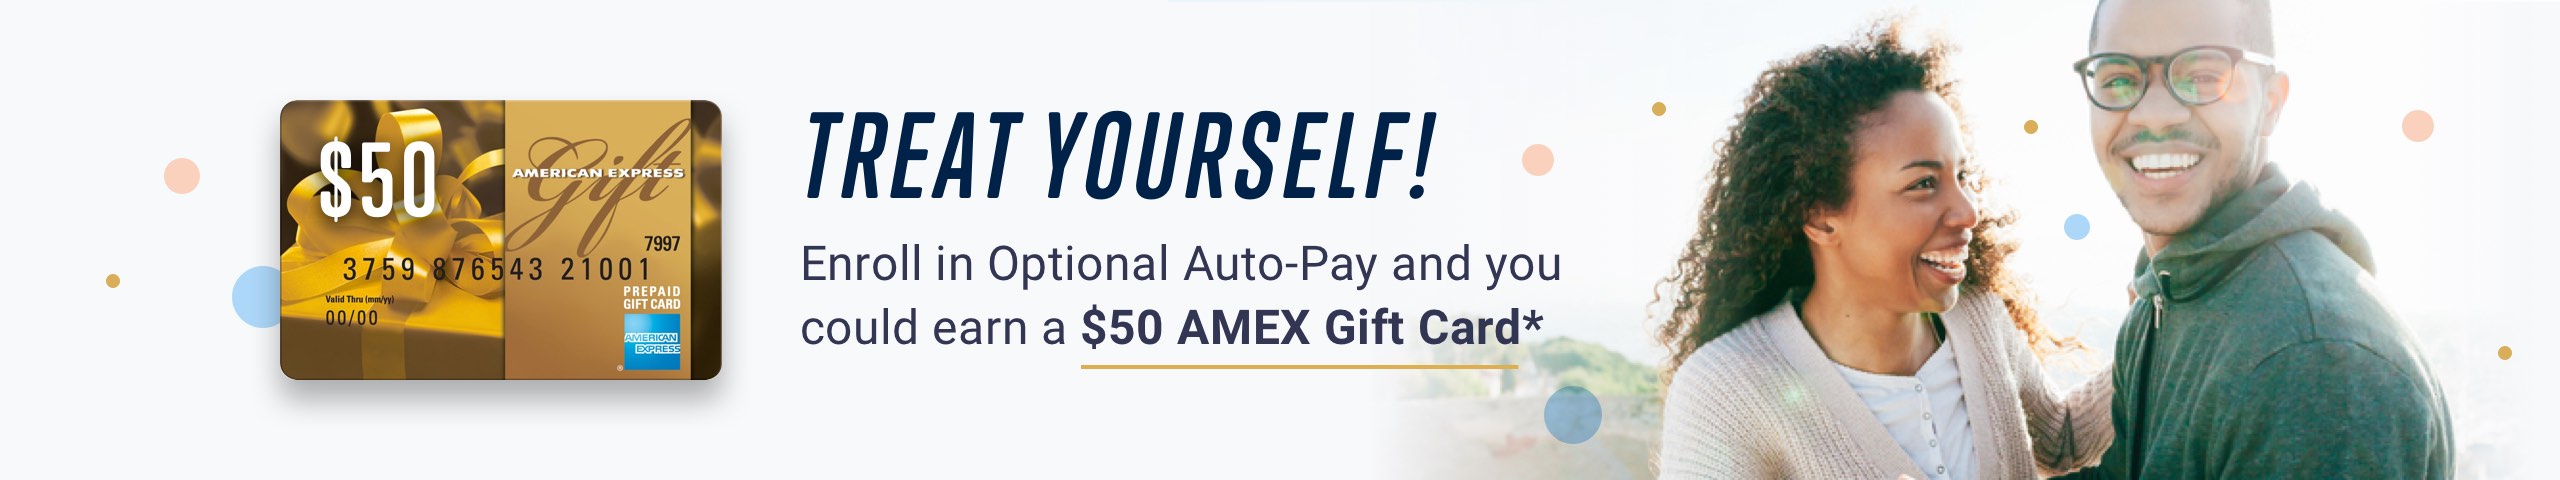 $50
Gift
AMERICAN EXPRESS
7997
3759 876543 21001
Valid Thru (mm/yy)
00/00
PREPAID
GIFT CARD
AMERICAN
EXPRESS
®
TREAT YOURSELF!
Enroll in Optional Auto-Pay and you
could earn a $50 AMEX Gift Card*